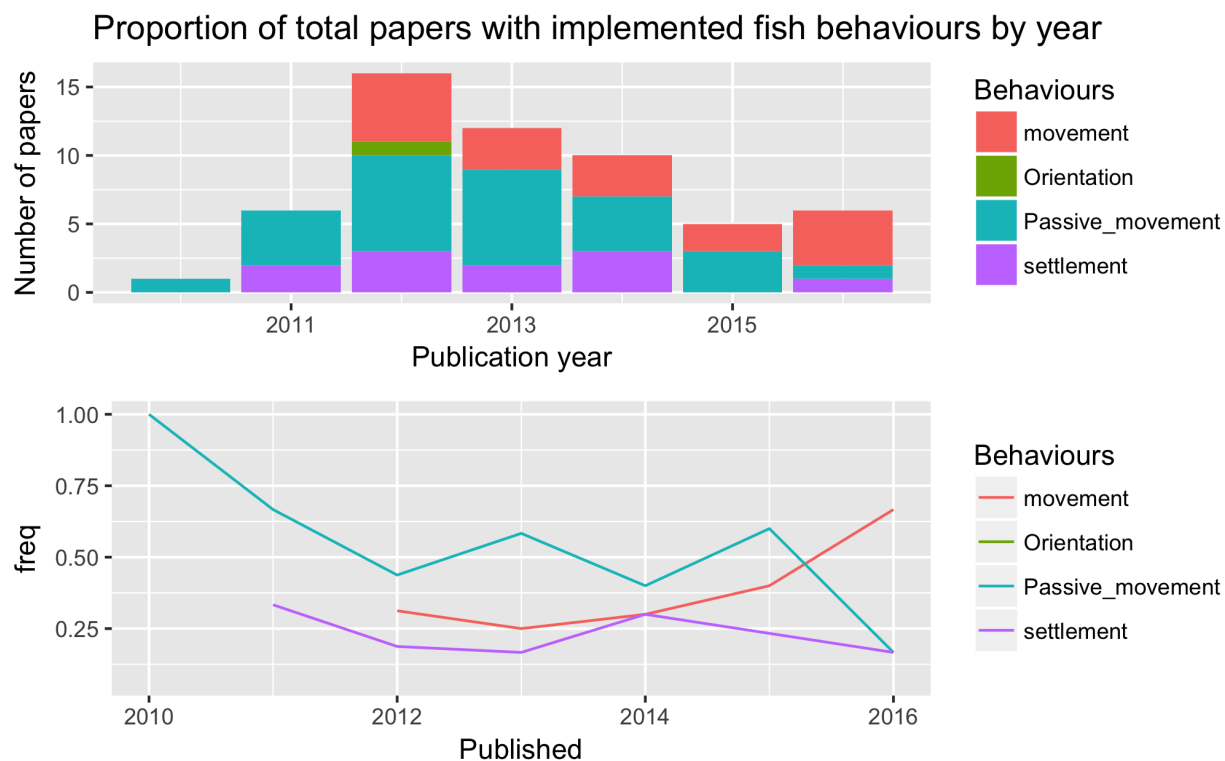 Proportion of total papers with implemented fish behaviours by year
Number of papers
15
10
5
0
2011 2013 2015
Publication year
Behaviours
movement
Orientation
Passive_movement
settlement
freq
1.00
0.75
0.50
0.25
2010 2012 2014 2016
Published
Behaviours
movement
Orientation
Passive_movement
settlement